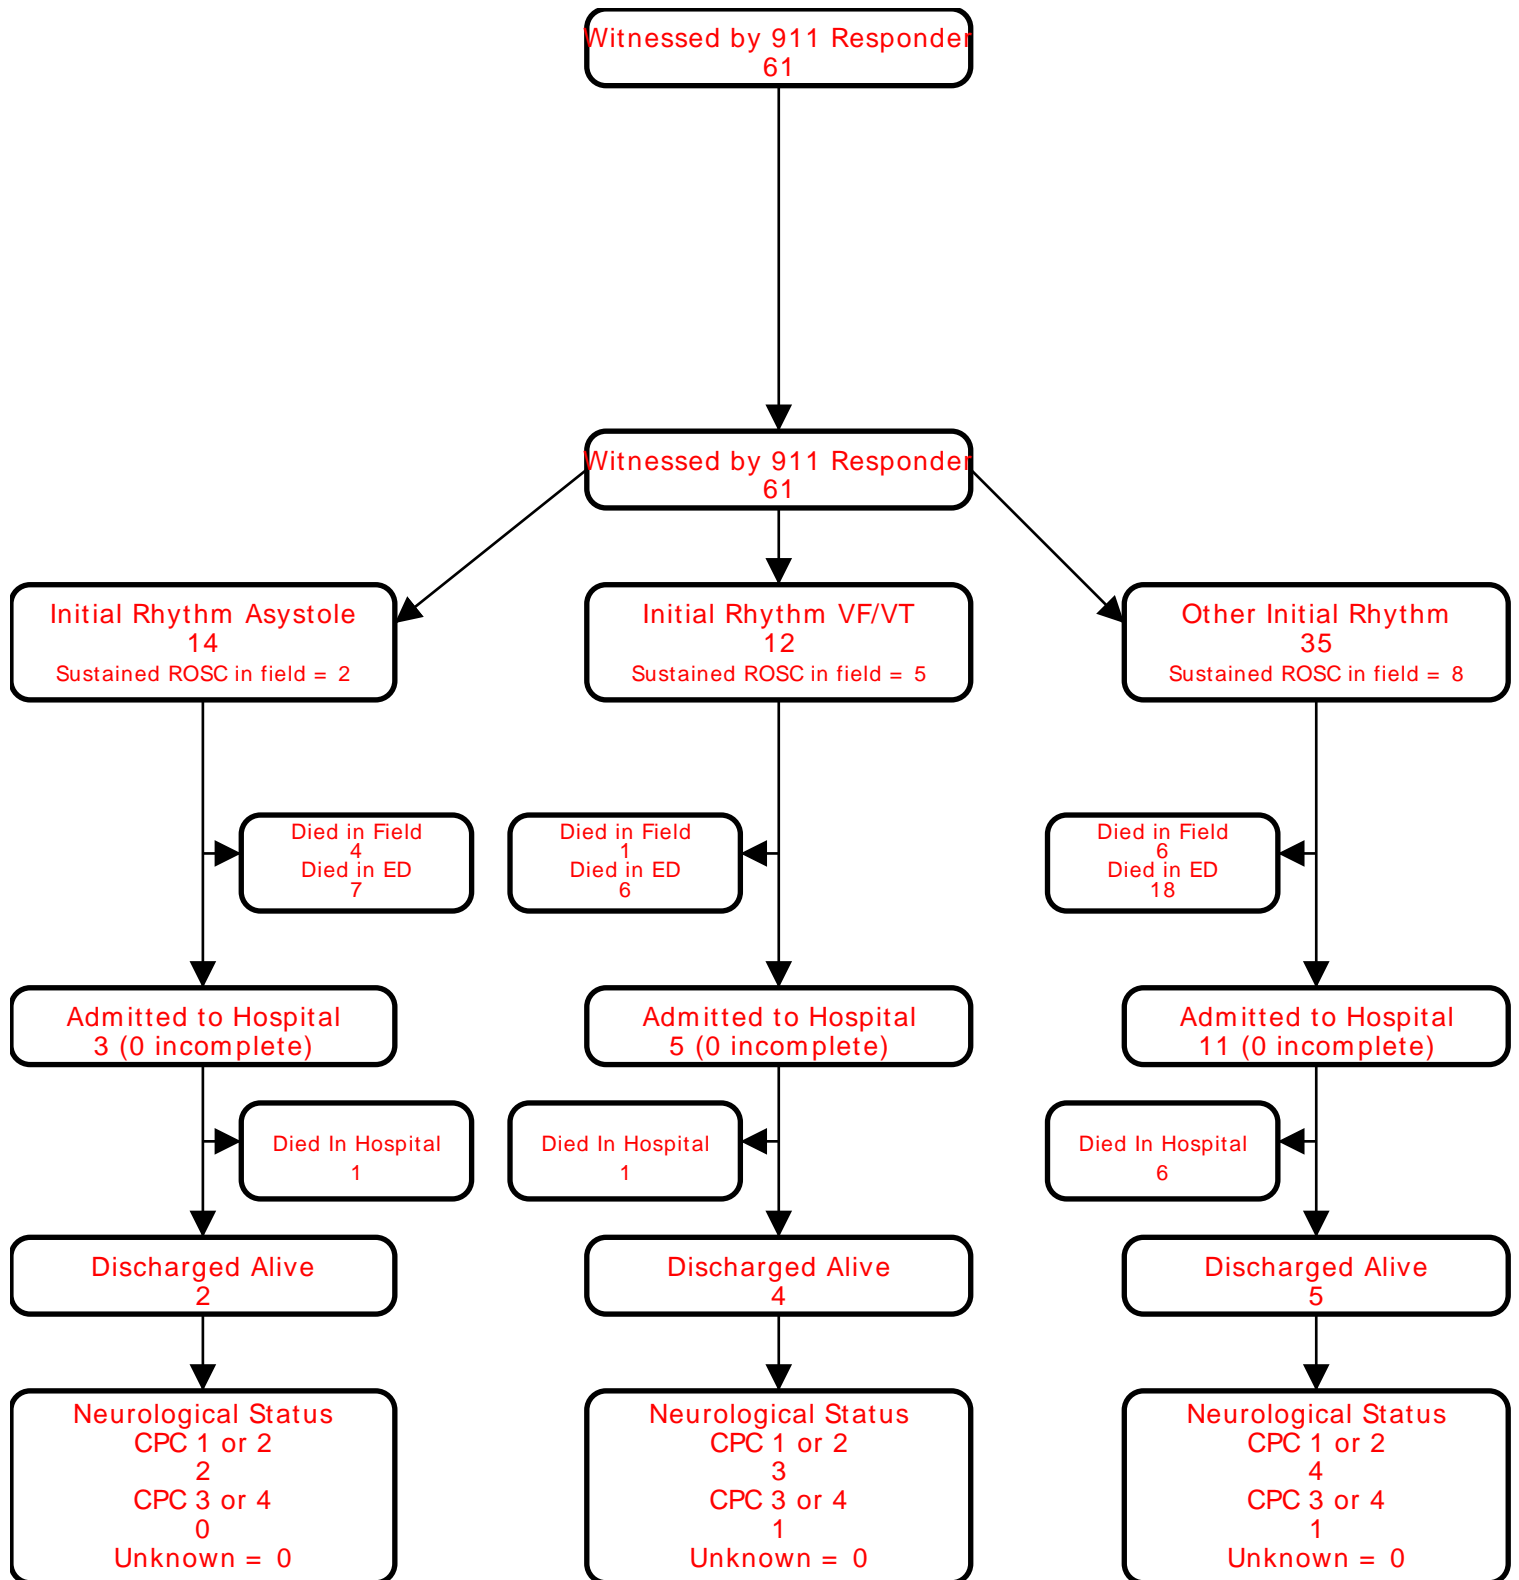 Witnessed by 911 Responder
61
Witnessed by 911 Responder
61
Initial Rhythm Asystole
14
Sustained ROSC in field = 2
Initial Rhythm VF/VT
12
Sustained ROSC in field = 5
Other Initial Rhythm
35
Sustained ROSC in field = 8
Died in Field
4
Died in ED
7
Died in Field
1
Died in ED
6
Died in Field
6
Died in ED
18
Admitted to Hospital
3 (0 incomplete)
Admitted to Hospital
5 (0 incomplete)
Admitted to Hospital
11 (0 incomplete)
Died In Hospital
1
Died In Hospital
1
Died In Hospital
6
Discharged Alive
2
Discharged Alive
4
Discharged Alive
5
Neurological Status
CPC 1 or 2
2
CPC 3 or 4
0
Unknown = 0
Neurological Status
CPC 1 or 2
3
CPC 3 or 4
1
Unknown = 0
Neurological Status
CPC 1 or 2
4
CPC 3 or 4
1
Unknown = 0